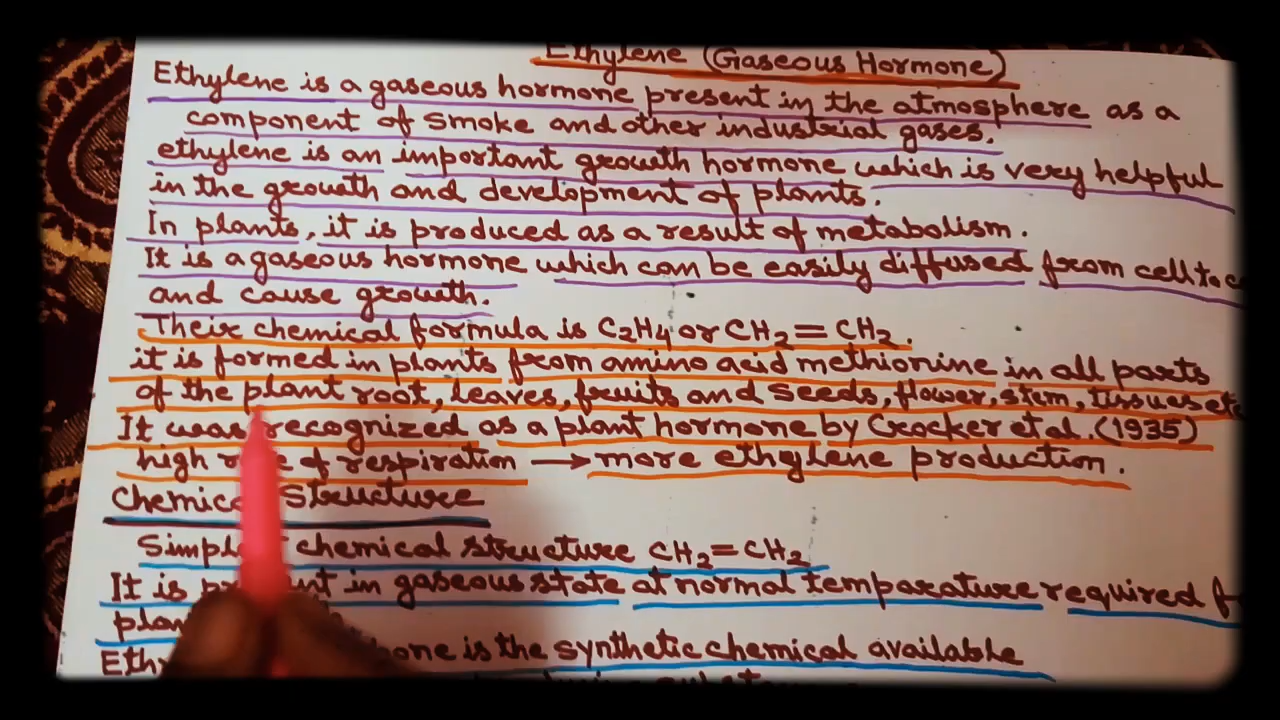 Ethylene (Gaseous Hormone)
Ethylene is a gaseous hormone present in the atmosphere as a
component of smoke and other industrial gases.
ethylene is an important growth hormone which is very helpful
in the growth and development of plants.
In plants, it is produced as a result of metabolism.
It is a gaseous hormone which can be easily diffused from cell to
and cause growth.
Their chemical formula is C2H4 or CH2=CH2.
it is formed in plants from amino acid methionine in all parts
of the plant root, leaves, fruits and seeds, flower, stem, tissues etc
It was recognized as a plant hormone by Crocker et al. (1935)
high of respiration → more ethylene production.
Chemical Structure
chemical structure CH2=CH2
It is in gaseous state at normal temparature required
is the synthetic chemical available